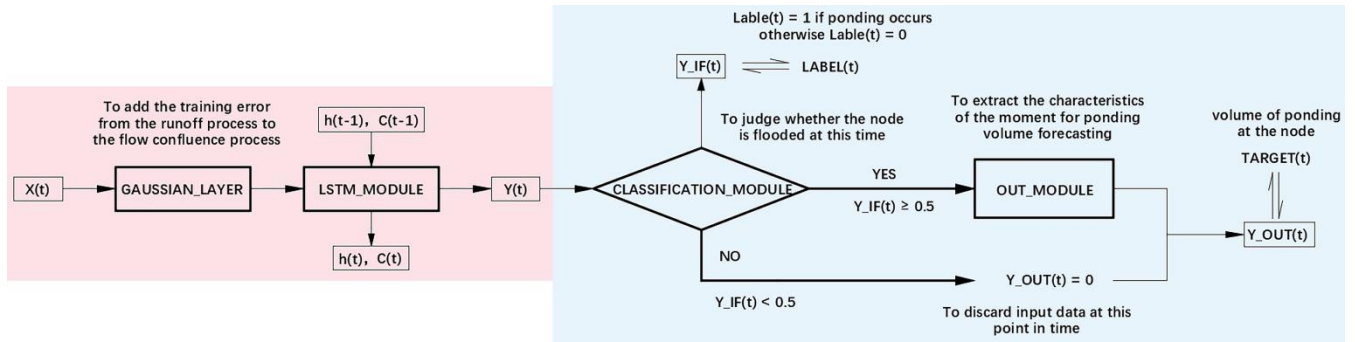 To add the training error
from the runoff process to
the flow confluence process
X(t)
GAUSSIAN_LAYER
h(t-1), C(t-1)
LSTM_MODULE
h(t), C(t)
Y(t)
Lable(t) = 1 if ponding occurs
otherwise Lable(t) = 0
Y_IF(t)
LABEL(t)
To judge whether the node
is flooded at this time
CLASSIFICATION_MODULE
YES
Y_IF(t) ≥ 0.5
NO
Y_IF(t) < 0.5
To extract the characteristics
of the moment for ponding
volume forecasting
OUT_MODULE
Y_OUT(t) = 0
To discard input data at this
point in time
volume of ponding
at the node
TARGET(t)
Y_OUT(t)